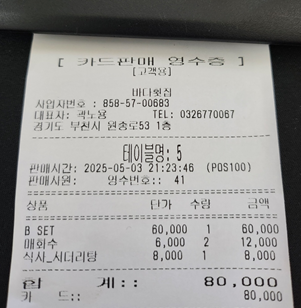 [ 카드판매 영수증 ]
[고객용]
바다횟집
사업자번호 : 858-57-00683
대표자: 곽노용 TEL: 0326770067
경기도 부천시 원종로53 1층
테이블명: 5
판매시간: 2025-05-03 21:23:46 (POS100)
판매사원: 영수번호:: 41
상품 단가 수량 금액
B SET 60,000 1 60,000
매회수 6,000 2 12,000
식사_시더리탕 8,000 1 8,000
합 계:: 80,000
카 드:: 80,000